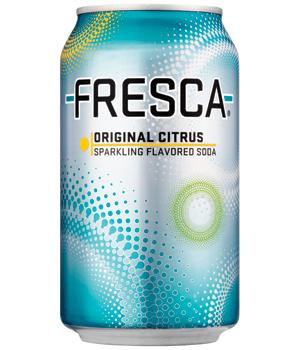 FRESCA®
ORIGINAL CITRUS
SPARKLING FLAVORED SODA